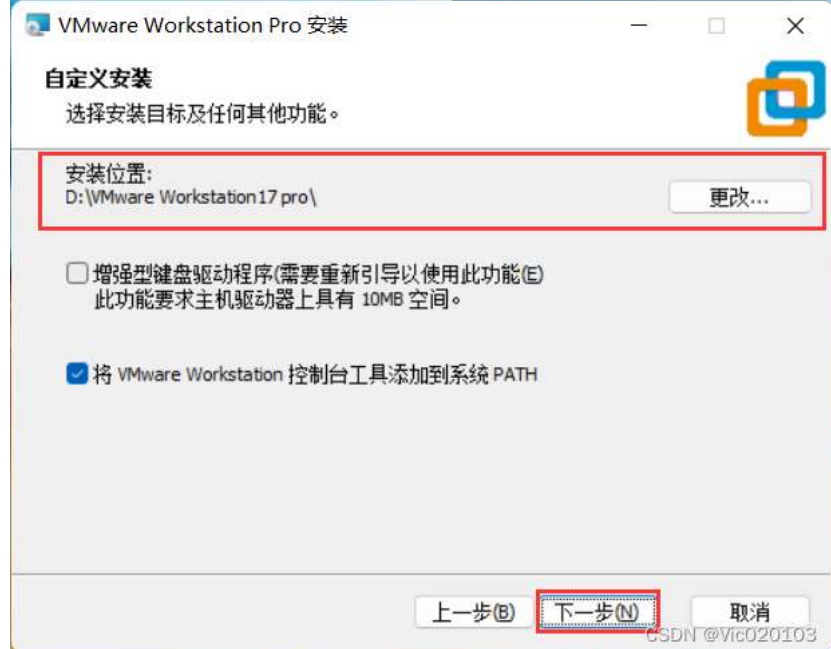 VMware Workstation Pro 安装
自定义安装
选择安装目标及任何其他功能。
安装位置:
D:\VMware Workstation17 pro\
更改...
增强型键盘驱动程序(需要重新引导以使用此功能(E)
此功能要求主机驱动器上具有 10MB 空间。
将 VMware Workstation 控制台工具添加到系统 PATH
上一步(B) 下一步(N) 取消
CSDN @Vic020103